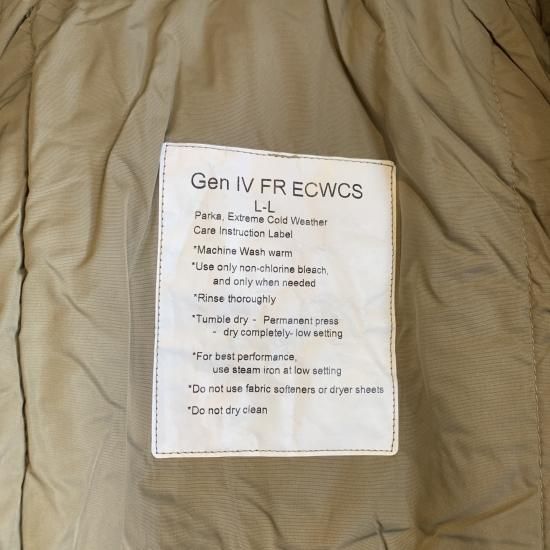 Gen IV FR ECWCS
L-L
Parka, Extreme Cold Weather
Care Instruction Label
*Machine Wash warm
*Use only non-chlorine bleach,
and only when needed
*Rinse thoroughly
*Tumble dry - Permanent press
- dry completely- low setting
*For best performance,
use steam iron at low setting
*Do not use fabric softeners or dryer sheets
*Do not dry clean